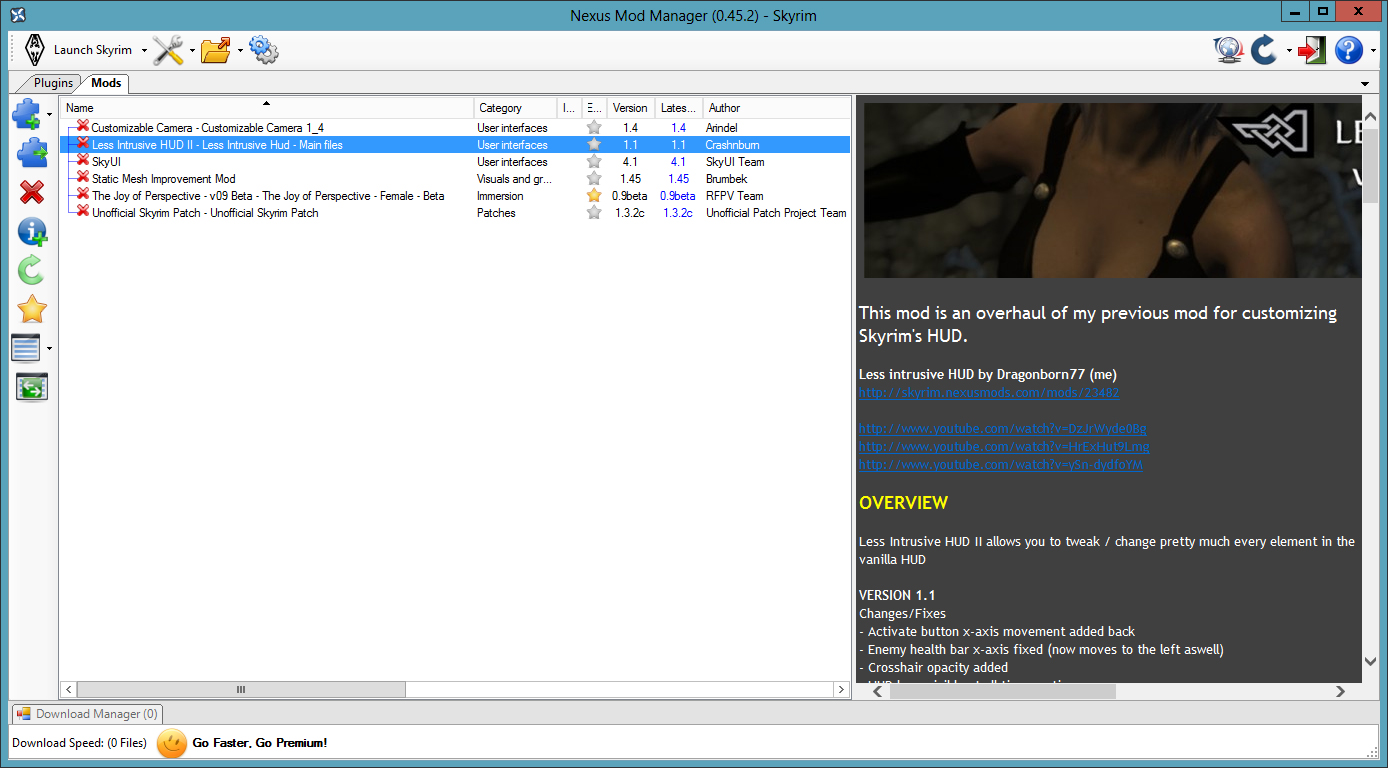 Nexus Mod Manager (0.45.2) - Skyrim
Launch Skyrim
Plugins Mods
Name Category I... E... Version Lates... Author
Customizable Camera - Customizable Camera 1_4 User interfaces 1.4 1.4 Arindel
Less Intrusive HUD II - Less Intrusive Hud - Main files User interfaces 1.1 1.1 Crashnburn
SkyUI User interfaces 4.1 4.1 SkyUI Team
Static Mesh Improvement Mod Visuals and gr... 1.45 1.45 Brumbek
The Joy of Perspective - v09 Beta - The Joy of Perspective - Female - Beta Immersion 0.9beta 0.9beta RFPV Team
Unofficial Skyrim Patch - Unofficial Skyrim Patch Patches 1.3.2c 1.3.2c Unofficial Patch Project Team
LE
V
This mod is an overhaul of my previous mod for customizing
Skyrim's HUD.
Less intrusive HUD by Dragonborn77 (me)
http://skyrim.nexusmods.com/mods/23482
http://www.youtube.com/watch?v=DzJrWyde0Bg
http://www.youtube.com/watch?v=HrExHut9Lmg
http://www.youtube.com/watch?v=ySn-dydfoYM
OVERVIEW
Less Intrusive HUD II allows you to tweak / change pretty much every element in the
vanilla HUD
VERSION 1.1
Changes/Fixes
- Activate button x-axis movement added back
- Enemy health bar x-axis fixed (now moves to the left aswell)
- Crosshair opacity added
Download Manager (0)
Download Speed: (0 Files) Go Faster, Go Premium!